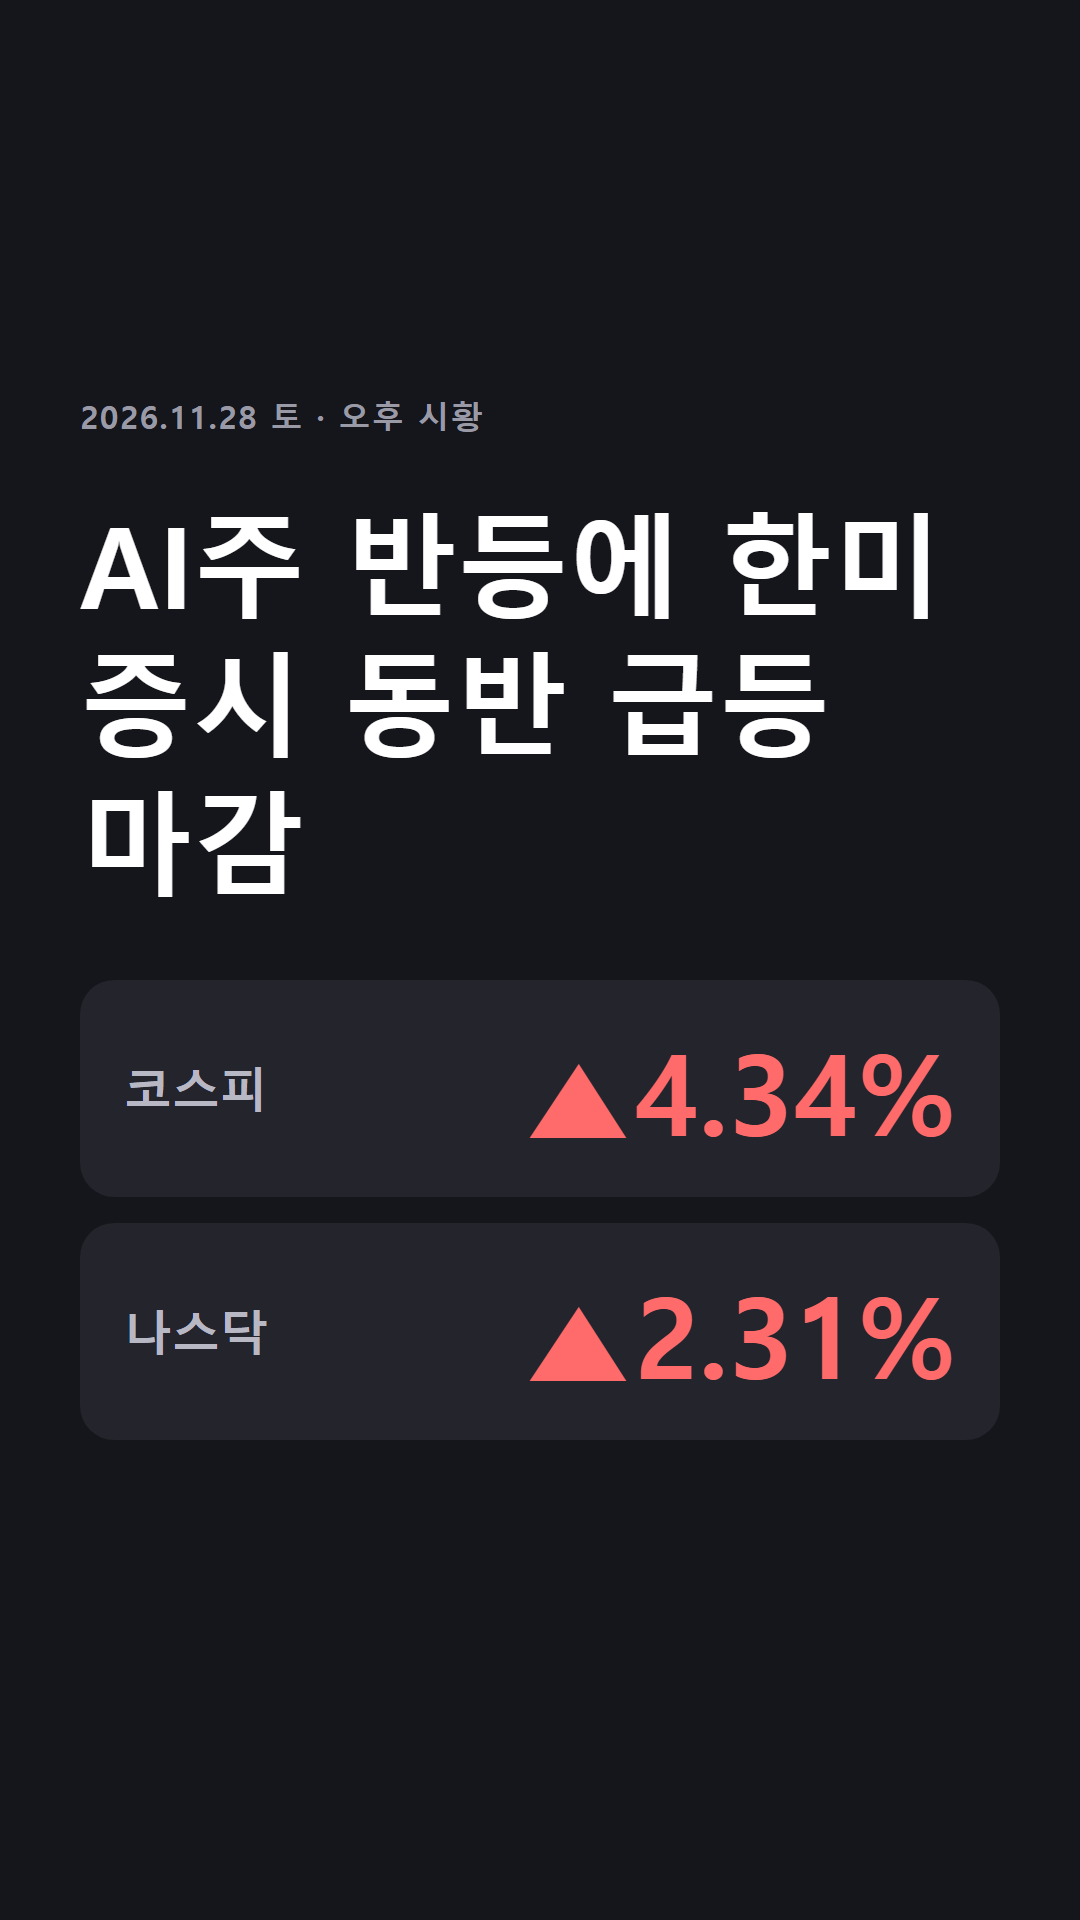 2026.11.28 토 · 오후 시황
AI주 반등에 한미
증시 동반 급등
마감
코스피 ▲4.34%
나스닥 ▲2.31%